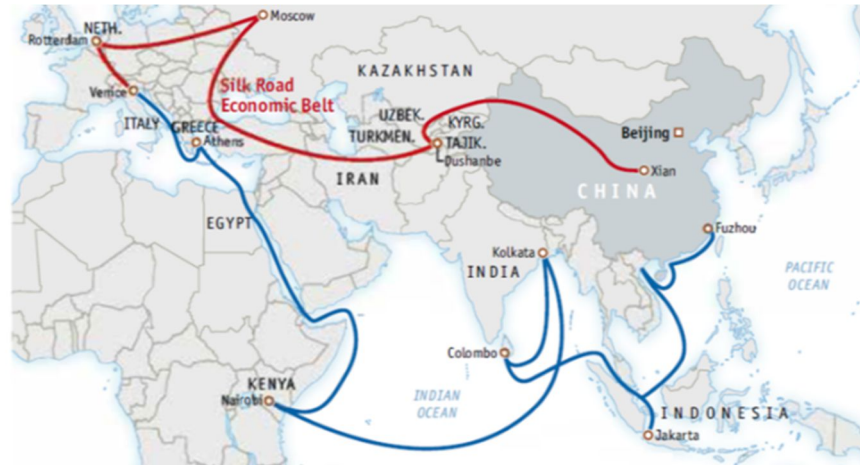 Moscow
NETH.
Rotterdam
KAZAKHSTAN
Venice
Silk Road
Economic Belt
UZBEK.
KYRG.
ITALY
GREECE
Athens
TURKMEN.
TAJIK.
Beijing
Dushanbe
IRAN
Xian
CHINA
EGYPT
Fuzhou
Kolkata
INDIA
PACIFIC
OCEAN
Colombo
KENYA
Nairobi
INDIAN
OCEAN
INDONESIA
Jakarta